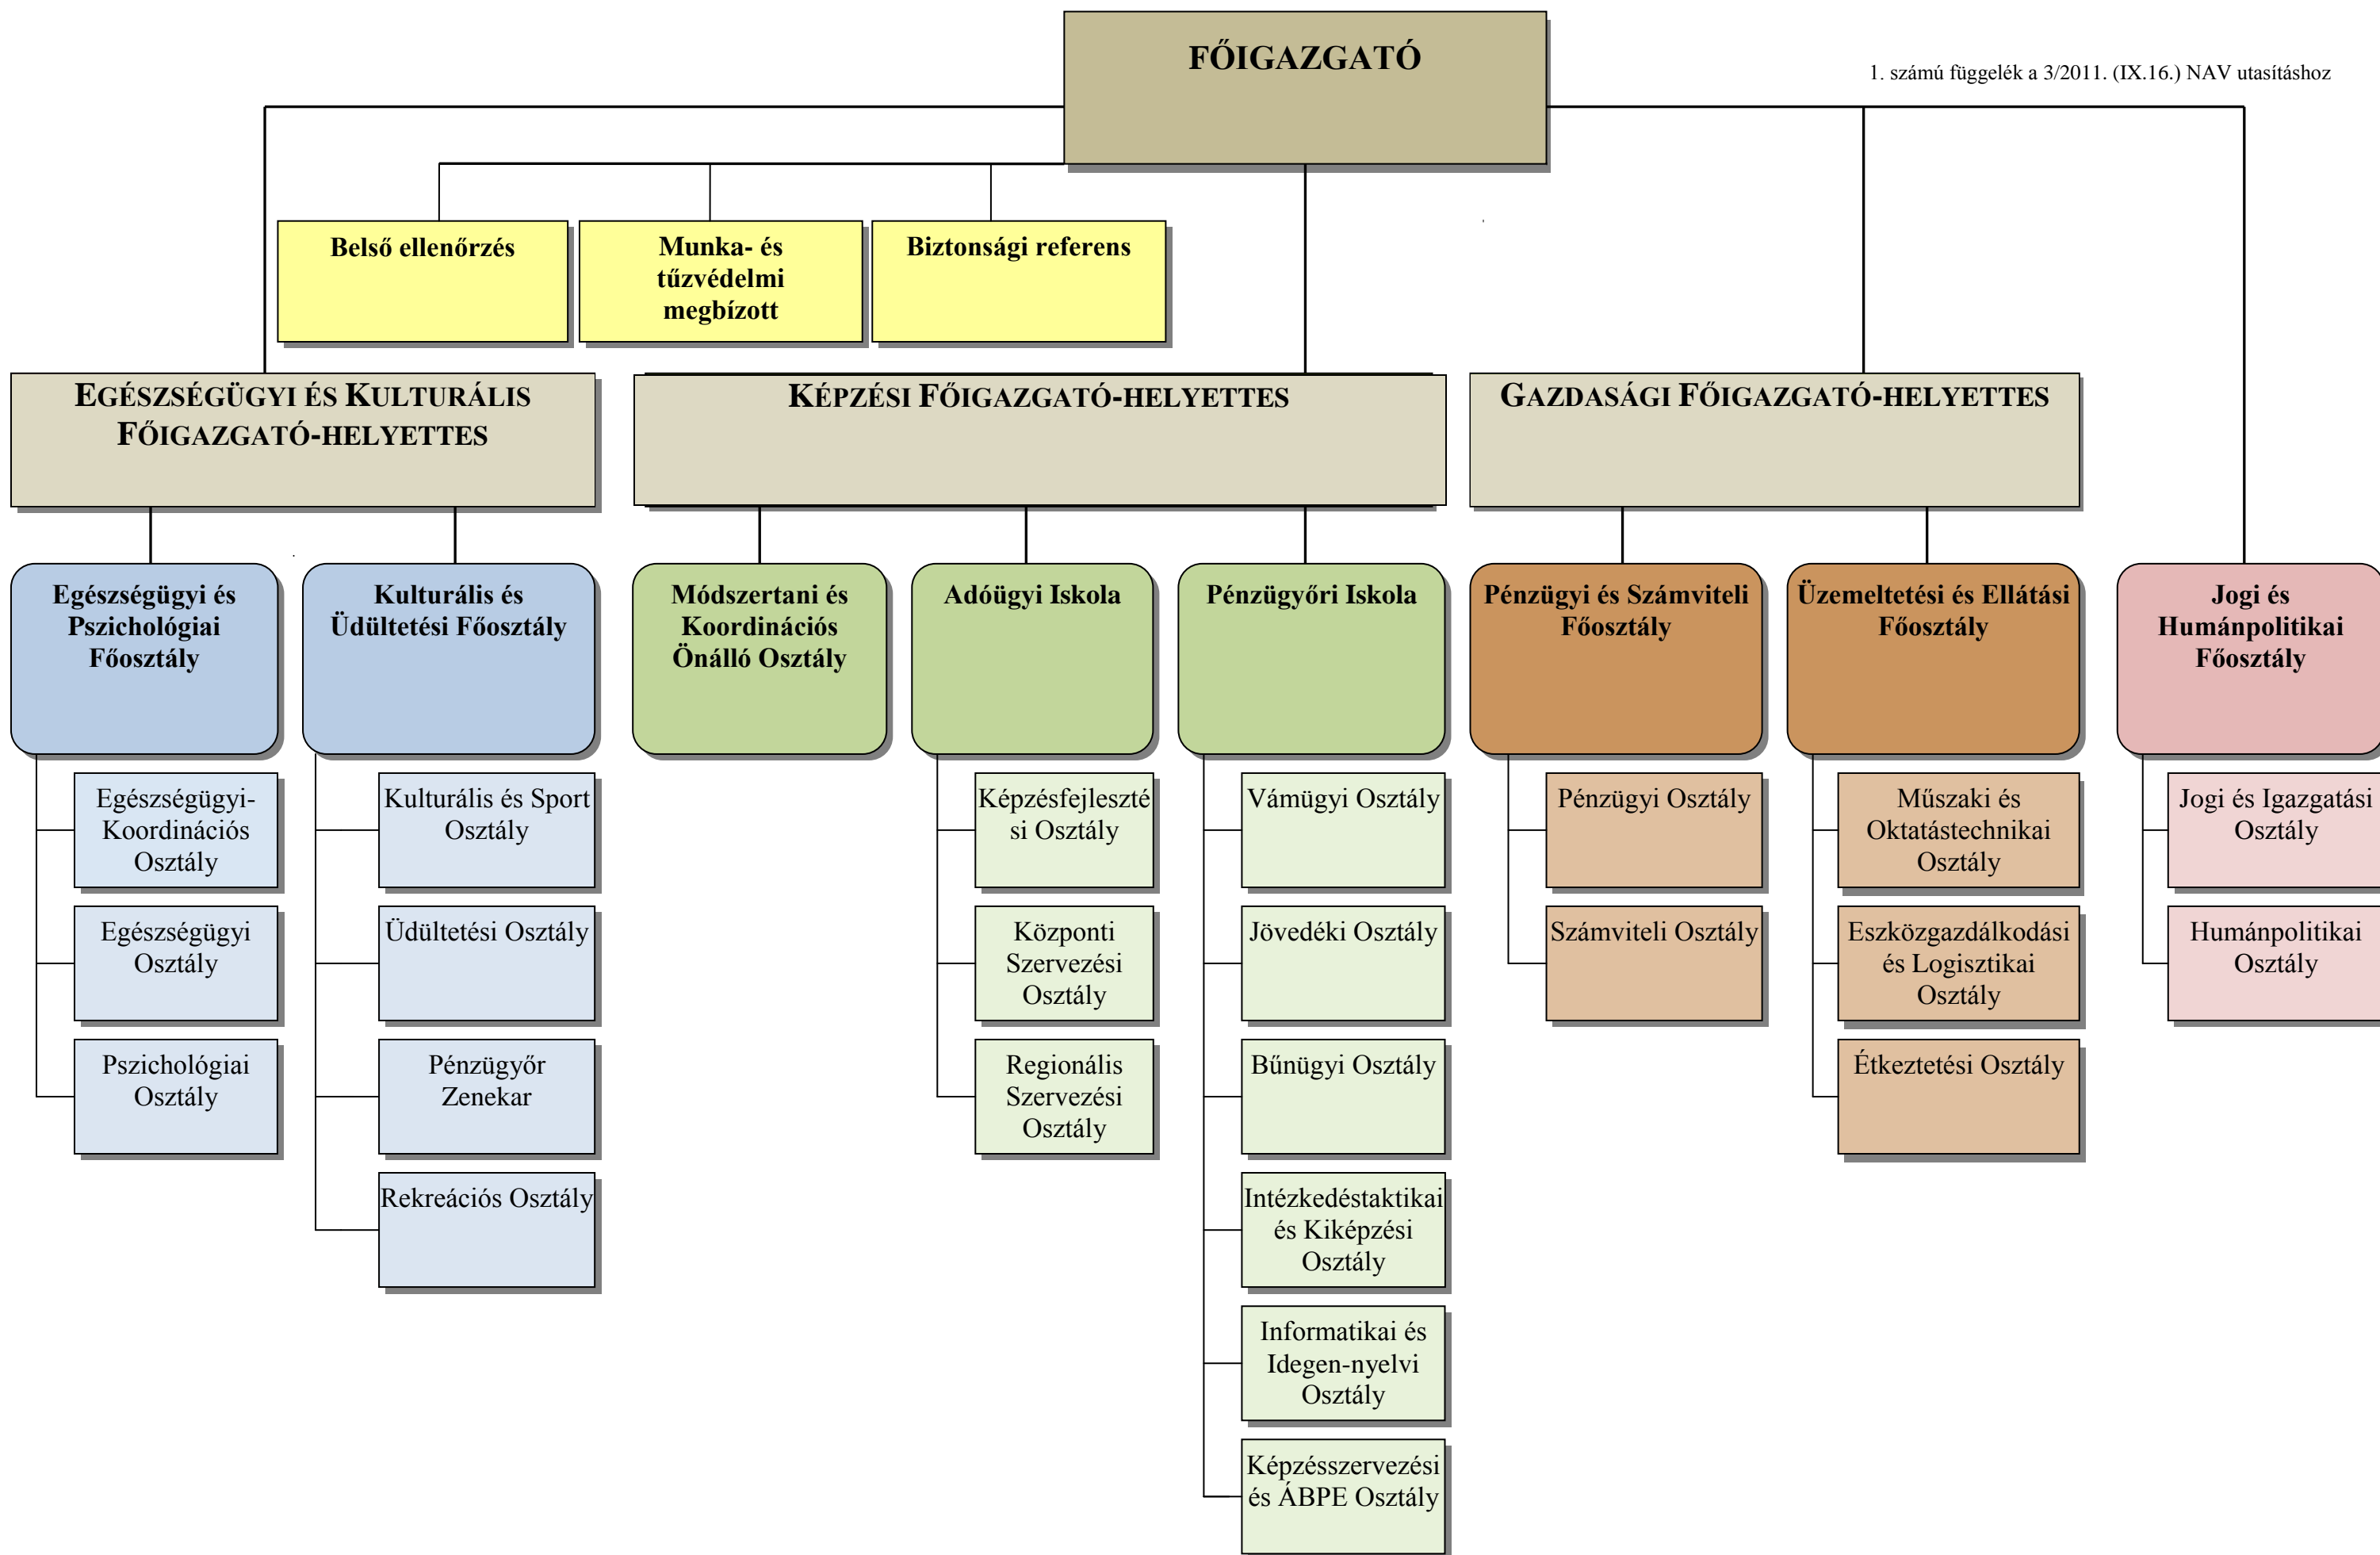 FŐIGAZGATÓ
1. számú függelék a 3/2011. (IX.16.) NAV utasításhoz
Belső ellenőrzés
Munka- és
tűzvédelmi
megbízott
Biztonsági referens
EGÉSZSÉGÜGYI ÉS KULTURÁLIS
FŐIGAZGATÓ-HELYETTES
KÉPZÉSI FŐIGAZGATÓ-HELYETTES
GAZDASÁGI FŐIGAZGATÓ-HELYETTES
Egészségügyi és
Pszichológiai
Főosztály
Kulturális és
Üdültetési Főosztály
Módszertani és
Koordinációs
Önálló Osztály
Adóügyi Iskola
Pénzügyőri Iskola
Pénzügyi és Számviteli
Főosztály
Üzemeltetési és Ellátási
Főosztály
Jogi és
Humánpolitikai
Főosztály
Egészségügyi-
Koordinációs
Osztály
Egészségügyi
Osztály
Pszichológiai
Osztály
Kulturális és Sport
Osztály
Üdültetési Osztály
Pénzügyőr
Zenekar
Rekreációs Osztály
Képzésfejleszté
si Osztály
Központi
Szervezési
Osztály
Regionális
Szervezési
Osztály
Vámügyi Osztály
Jövedéki Osztály
Bűnügyi Osztály
Intézkedéstaktikai
és Kiképzési
Osztály
Informatikai és
Idegen-nyelvi
Osztály
Képzésszervezési
és ÁBPE Osztály
Pénzügyi Osztály
Számviteli Osztály
Műszaki és
Oktatástechnikai
Osztály
Eszközgazdálkodási
és Logisztikai
Osztály
Étkeztetési Osztály
Jogi és Igazgatási
Osztály
Humánpolitikai
Osztály